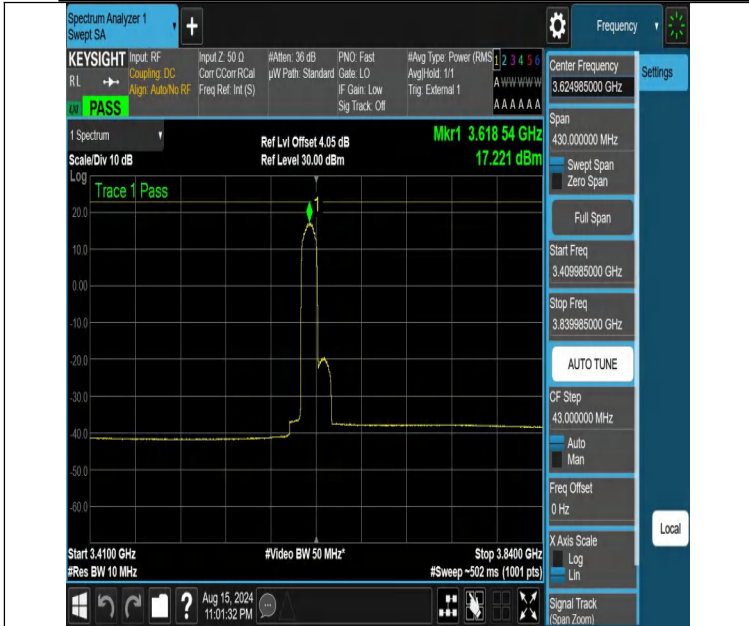 Spectrum Analyzer 1
Swept SA
+
Frequency
KEYSIGHT
Input: RF
Coupling: DC
Align: Auto/No RF
Input Z: 50 Ω
Corr CCorr RCal
Freq Ref: Int (S)
#Atten: 36 dB
µW Path: Standard
PNO: Fast
Gate: LO
IF Gain: Low
Sig Track: Off
#Avg Type: Power (RMS
Avg|Hold: 1/1
Trig: External 1
1 2 3 4 5 6
A W W W W W
A A A A A A
R L
LXI
PASS
1 Spectrum
Scale/Div 10 dB
Ref Lvl Offset 4.05 dB
Ref Level 30.00 dBm
Mkr1 3.618 54 GHz
17.221 dBm
Log
Trace 1 Pass
1
20.0
10.0
0.00
-10.0
-20.0
-30.0
-40.0
-50.0
-60.0
Start 3.4100 GHz
#Res BW 10 MHz
#Video BW 50 MHz*
Stop 3.8400 GHz
#Sweep ~502 ms (1001 pts)
Aug 15, 2024
11:01:32 PM
?
Center Frequency
3.624985000 GHz
Settings
Span
430.000000 MHz
Swept Span
Zero Span
Full Span
Start Freq
3.409985000 GHz
Stop Freq
3.839985000 GHz
AUTO TUNE
CF Step
43.000000 MHz
Auto
Man
Freq Offset
0 Hz
X Axis Scale
Log
Lin
Local
Signal Track
(Span Zoom)